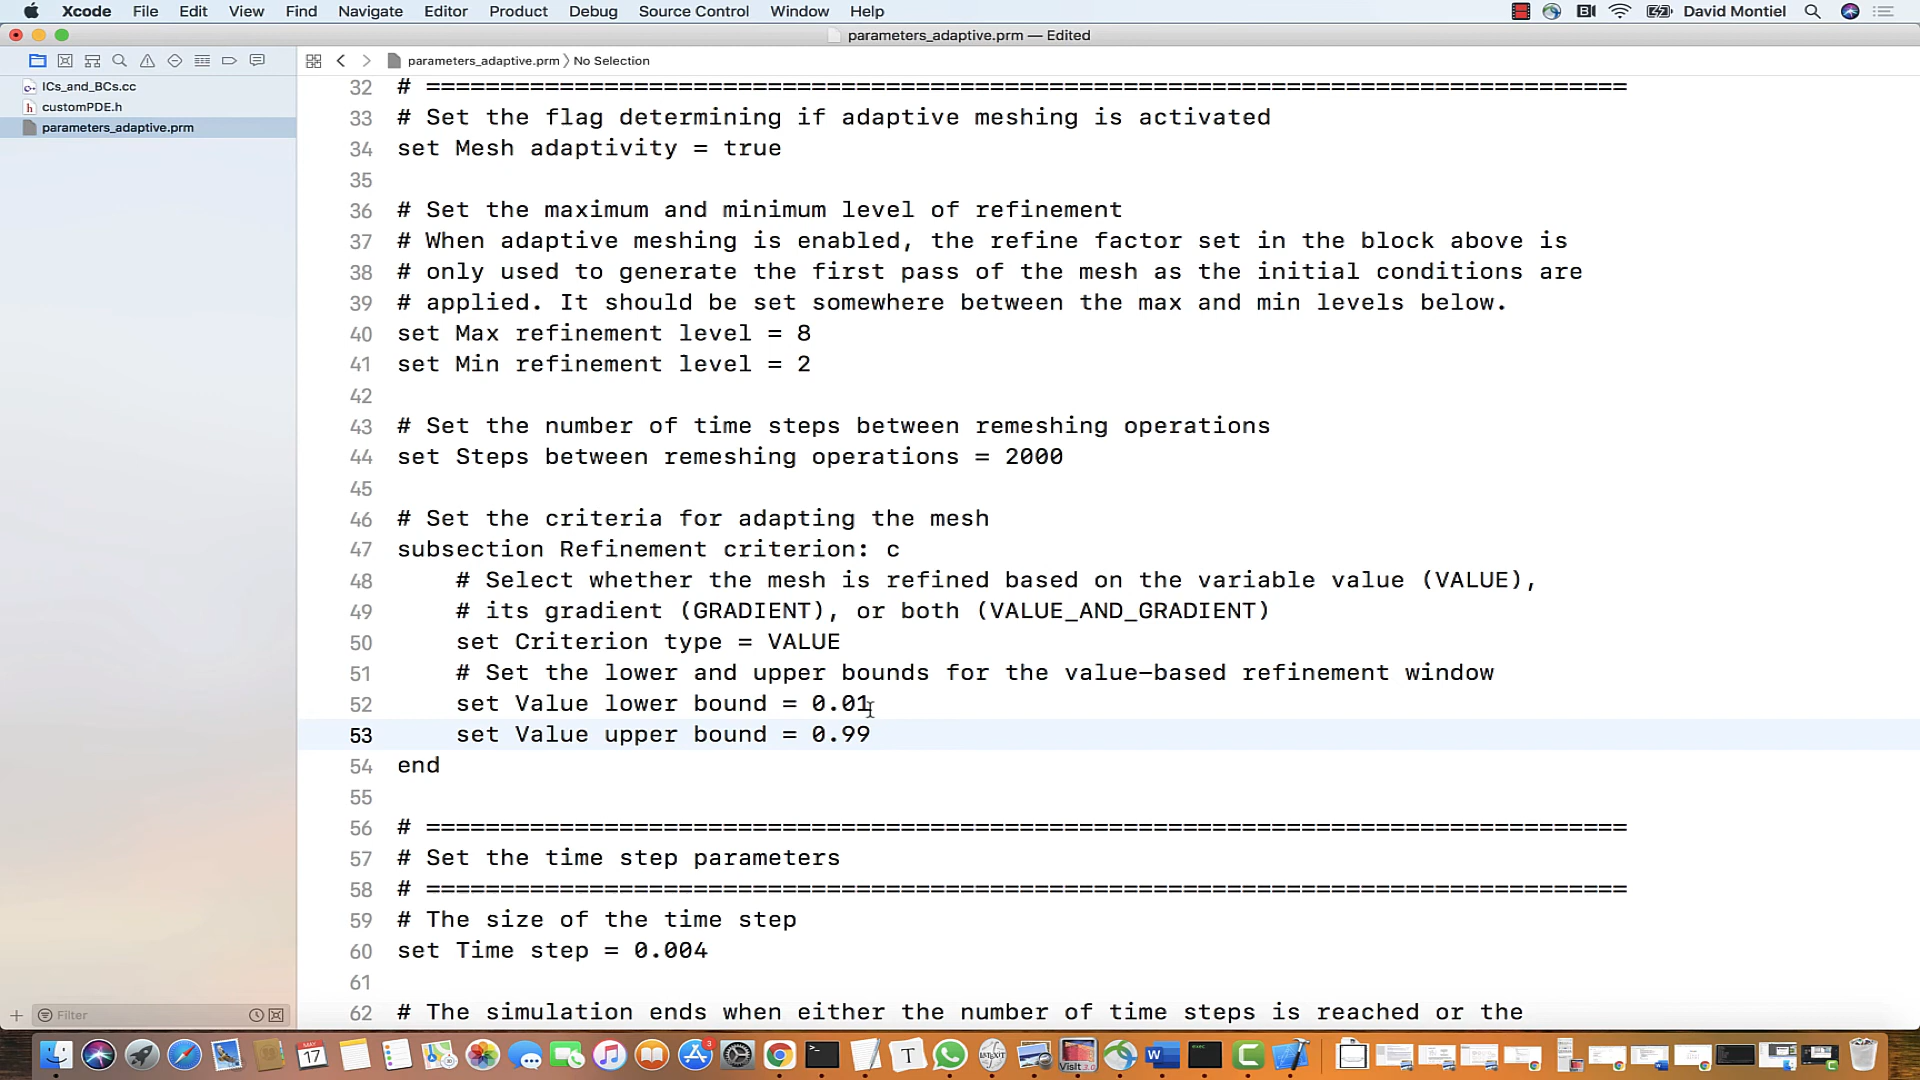 Xcode File Edit View Find Navigate Editor Product Debug Source Control Window Help David Montiel
parameters_adaptive.prm — Edited
parameters_adaptive.prm > No Selection
ICs_and_BCs.cc
customPDE.h
parameters_adaptive.prm
32 # ==================================================================================
33 # Set the flag determining if adaptive meshing is activated
34 set Mesh adaptivity = true
35
36 # Set the maximum and minimum level of refinement
37 # When adaptive meshing is enabled, the refine factor set in the block above is
38 # only used to generate the first pass of the mesh as the initial conditions are
39 # applied. It should be set somewhere between the max and min levels below.
40 set Max refinement level = 8
41 set Min refinement level = 2
42
43 # Set the number of time steps between remeshing operations
44 set Steps between remeshing operations = 2000
45
46 # Set the criteria for adapting the mesh
47 subsection Refinement criterion: c
48 # Select whether the mesh is refined based on the variable value (VALUE),
49 # its gradient (GRADIENT), or both (VALUE_AND_GRADIENT)
50 set Criterion type = VALUE
51 # Set the lower and upper bounds for the value-based refinement window
52 set Value lower bound = 0.01
53 set Value upper bound = 0.99
54 end
55
56 # ==================================================================================
57 # Set the time step parameters
58 # ==================================================================================
59 # The size of the time step
60 set Time step = 0.004
61
62 # The simulation ends when either the number of time steps is reached or the
Filter
MAY
17
3
T
VisIt 3.0
W
exec
C